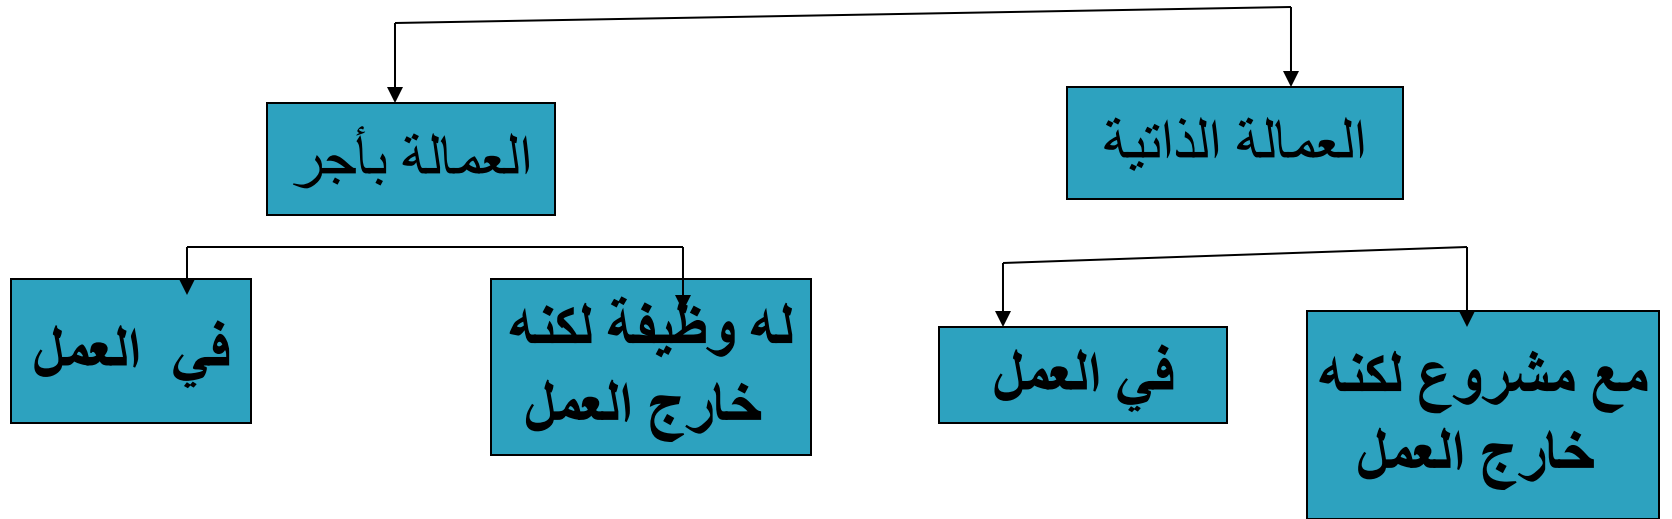 العمالة الذاتية
العمالة بأجر
مع مشروع لكنه
خارج العمل
في العمل
له وظيفة لكنه
خارج العمل
في العمل